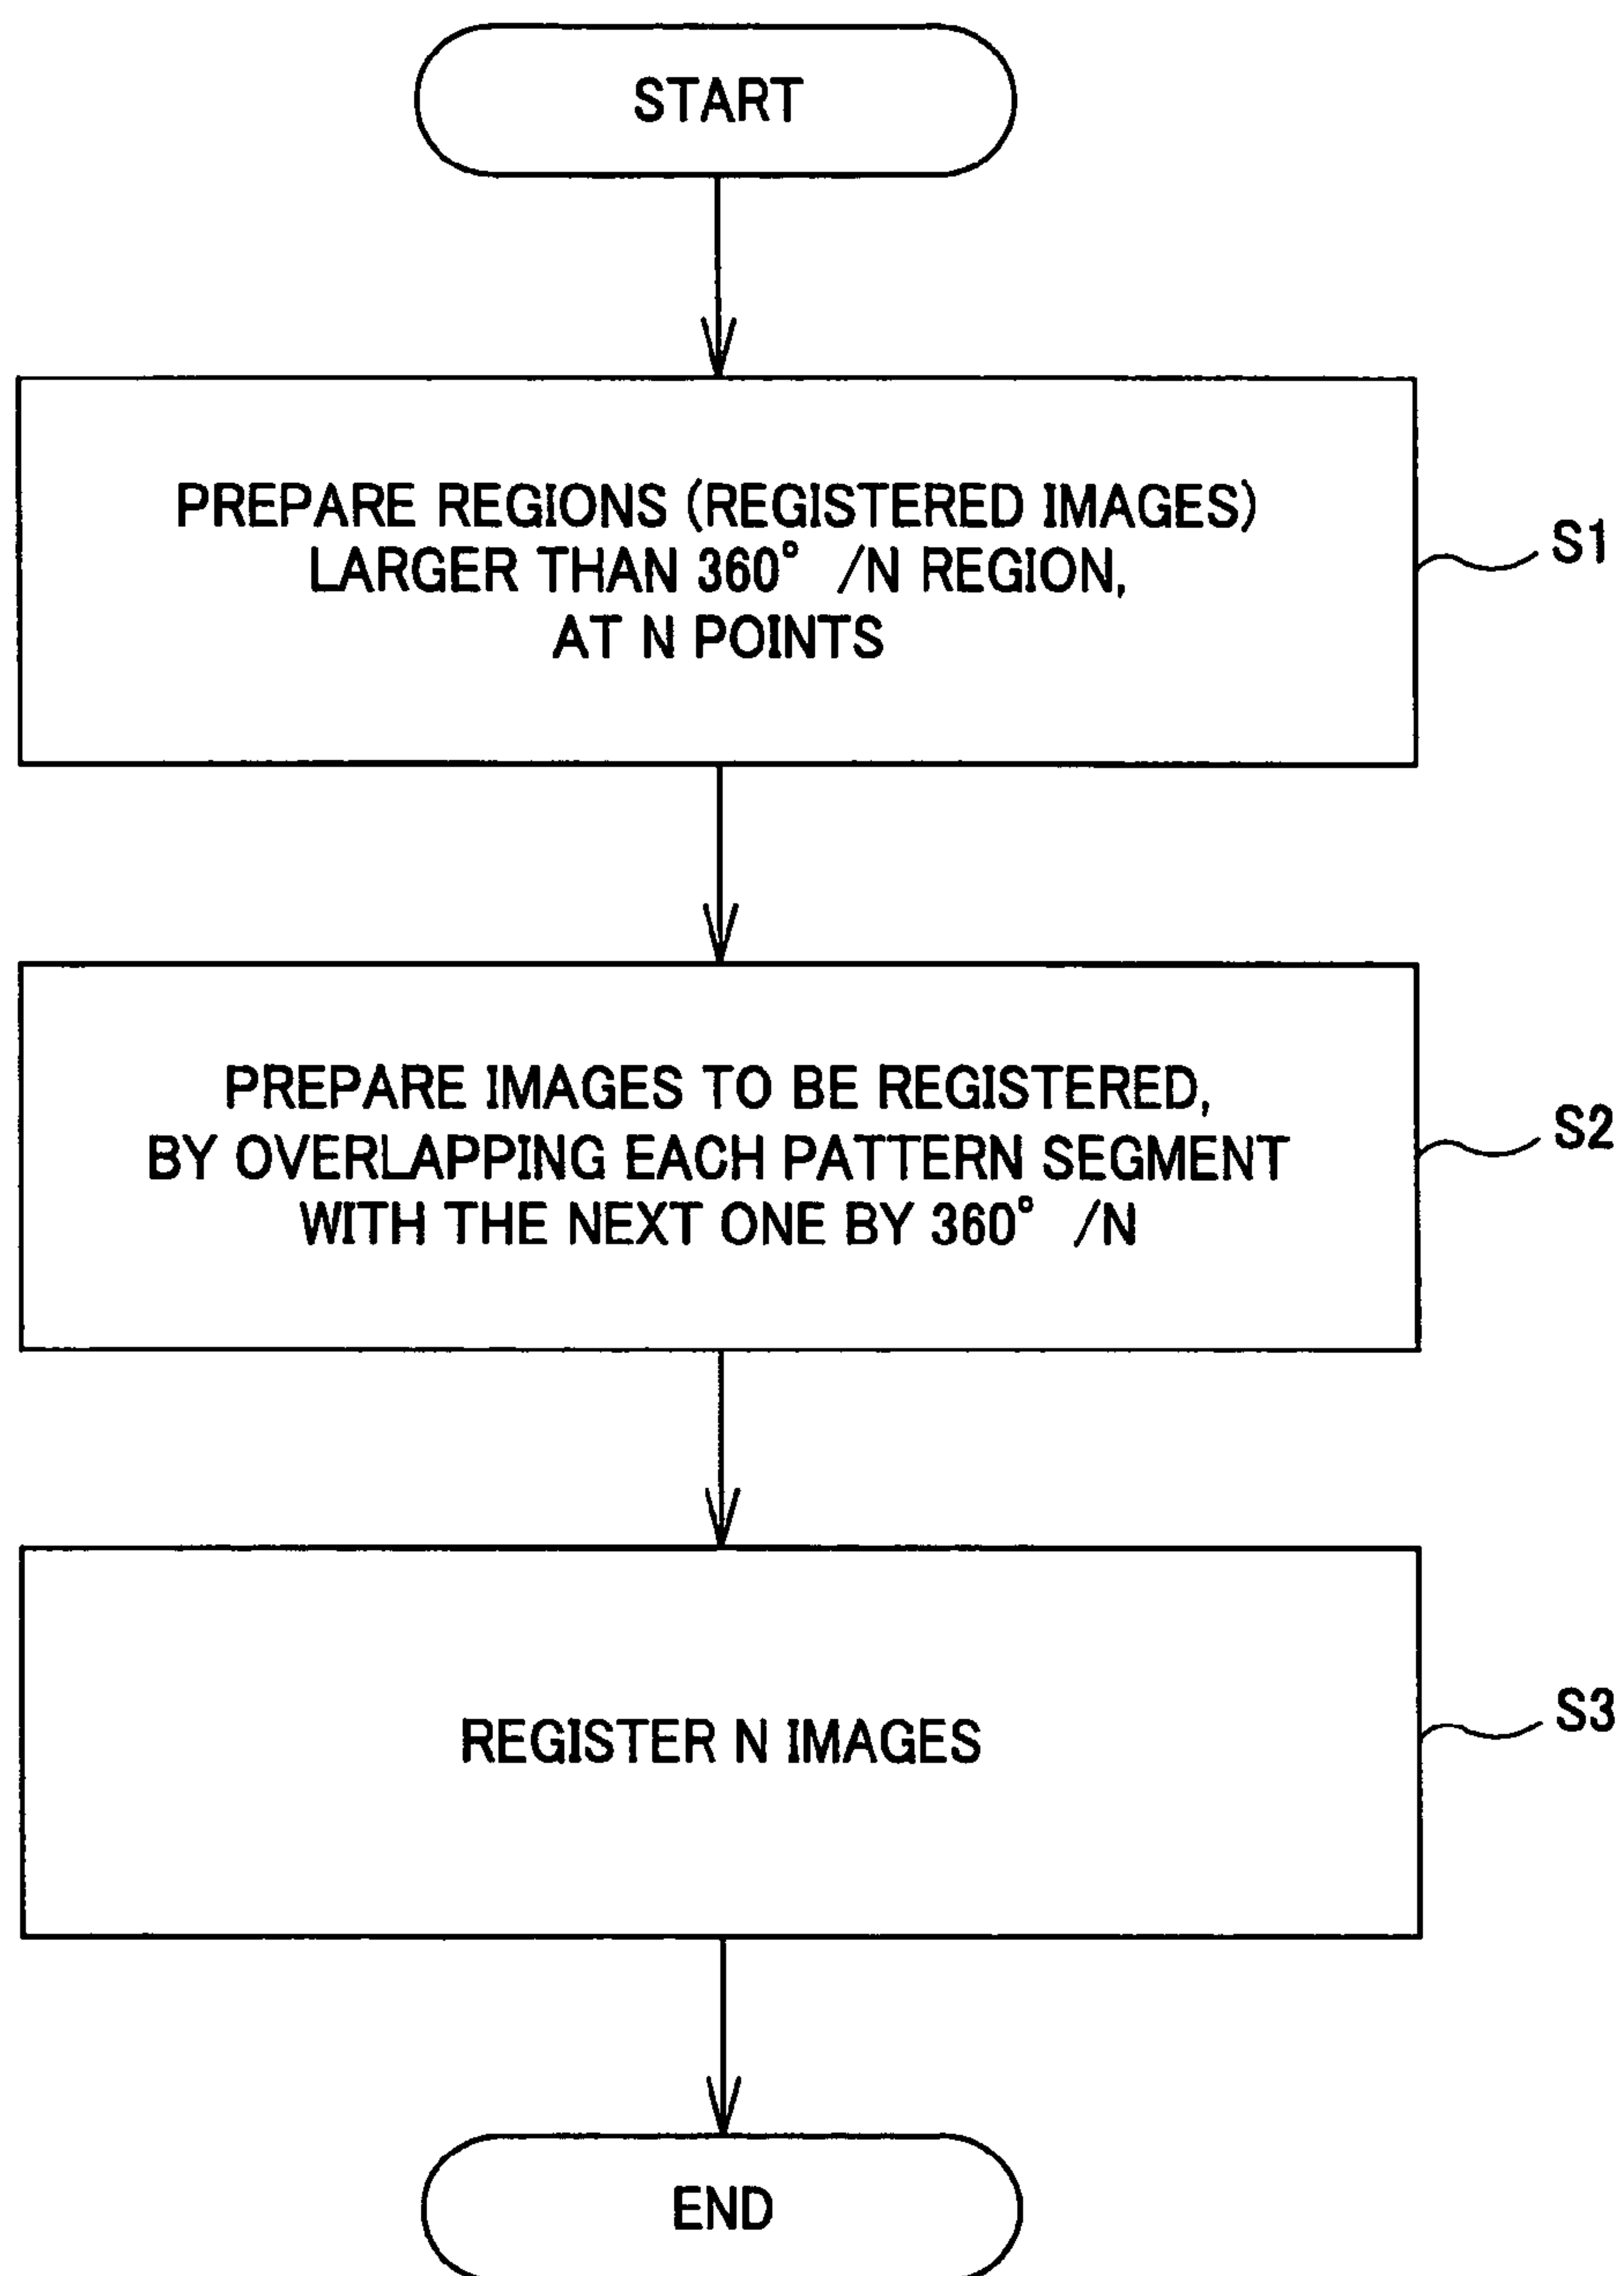 START
PREPARE REGIONS (REGISTERED IMAGES)
LARGER THAN 360° /N REGION,
AT N POINTS
S1
PREPARE IMAGES TO BE REGISTERED,
BY OVERLAPPING EACH PATTERN SEGMENT
WITH THE NEXT ONE BY 360° /N
S2
REGISTER N IMAGES
S3
END